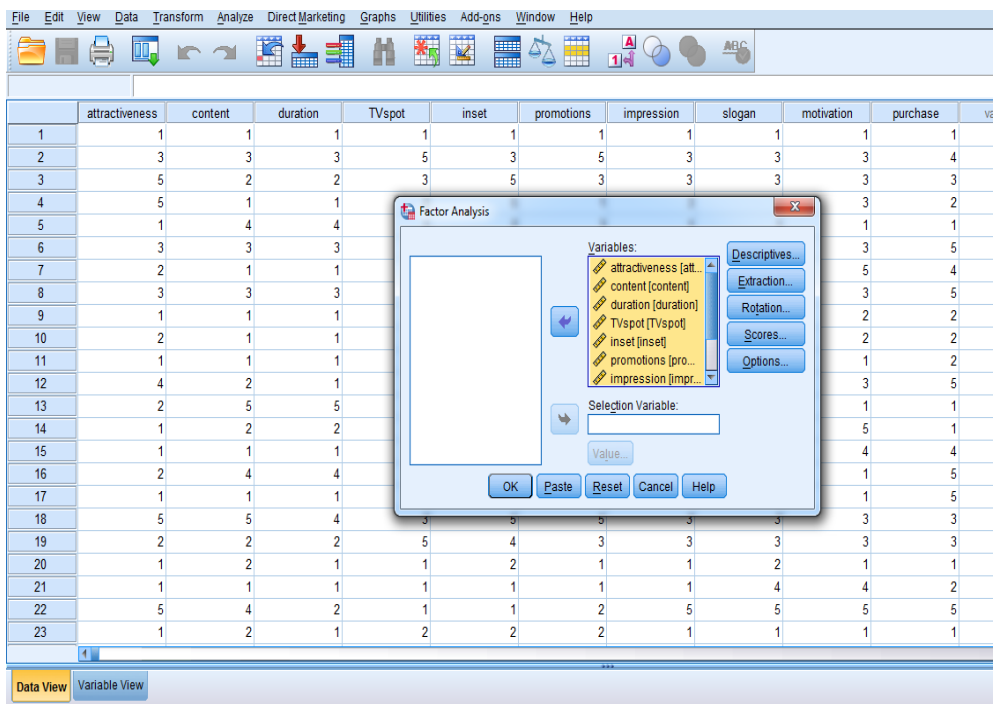 File Edit View Data Transform Analyze Direct Marketing Graphs Utilities Add-ons Window Help
A
1 4
ABC
attractiveness content duration TVspot inset promotions impression slogan motivation purchase va
1 1 1 1 1 1 1 1 1 1 1
2 3 3 3 5 3 5 3 3 3 4
3 5 2 2 3 5 3 3 3 3 3
4 5 1 1 3 2
5 1 4 4 1 1
6 3 3 3 3 5
7 2 1 1 5 4
8 3 3 3 3 5
9 1 1 1 2 2
10 2 1 1 2 2
11 1 1 1 1 2
12 4 2 1 3 5
13 2 5 5 1 1
14 1 2 2 5 1
15 1 1 1 4 4
16 2 4 4 1 5
17 1 1 1 1 5
18 5 5 4 3 5 5 3 3 3 3
19 2 2 2 5 4 3 3 3 3 3
20 1 2 1 1 2 1 1 2 1 1
21 1 1 1 1 1 1 1 4 4 2
22 5 4 2 1 1 2 5 5 5 5
23 1 2 1 2 2 2 1 1 1 1
Factor Analysis
Variables:
attractiveness [att...
content [content]
duration [duration]
TVspot [TVspot]
inset [inset]
promotions [pro...
impression [impr...
Descriptives...
Extraction...
Rotation...
Scores...
Options...
Selection Variable:
Value...
OK Paste Reset Cancel Help
Data View Variable View